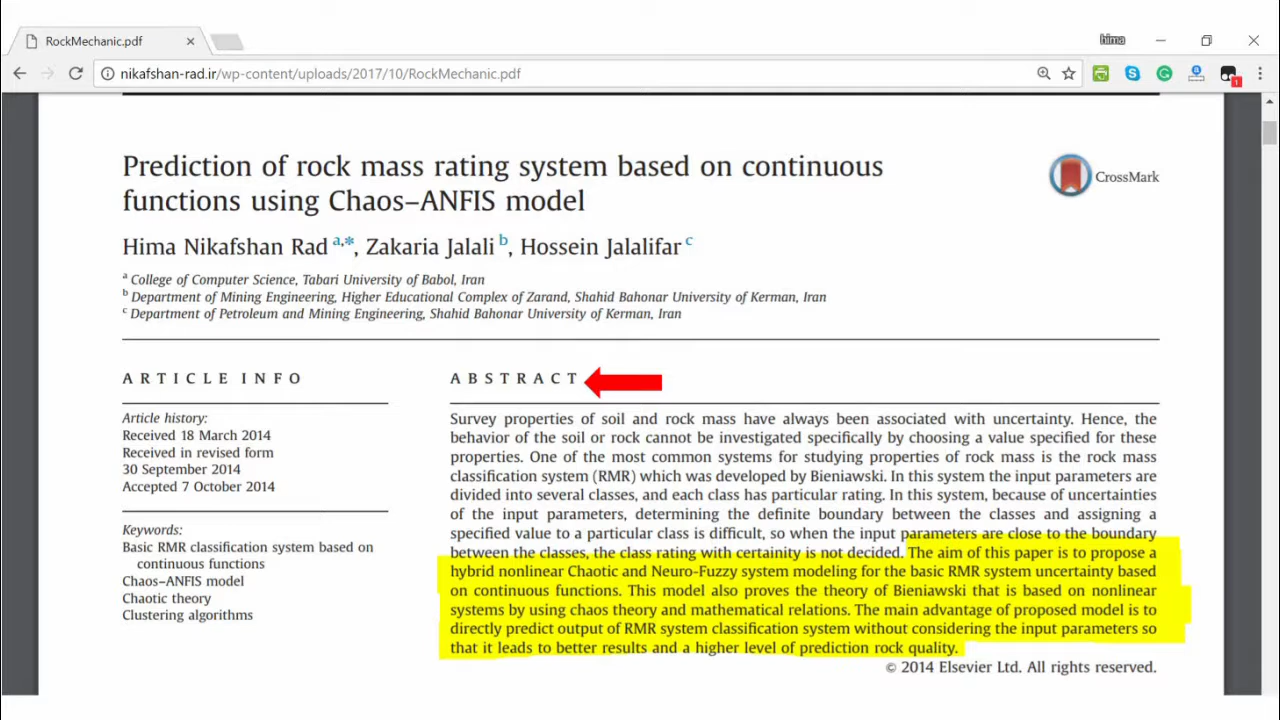 RockMechanic.pdf
hima
nikafshan-rad.ir/wp-content/uploads/2017/10/RockMechanic.pdf
1
Prediction of rock mass rating system based on continuous
functions using Chaos–ANFIS model
CrossMark
Hima Nikafshan Rad a,*, Zakaria Jalali b, Hossein Jalalifar c
a College of Computer Science, Tabari University of Babol, Iran
b Department of Mining Engineering, Higher Educational Complex of Zarand, Shahid Bahonar University of Kerman, Iran
c Department of Petroleum and Mining Engineering, Shahid Bahonar University of Kerman, Iran
ARTICLE INFO
Article history:
Received 18 March 2014
Received in revised form
30 September 2014
Accepted 7 October 2014
Keywords:
Basic RMR classification system based on
continuous functions
Chaos-ANFIS model
Chaotic theory
Clustering algorithms
ABSTRACT
Survey properties of soil and rock mass have always been associated with uncertainty. Hence, the
behavior of the soil or rock cannot be investigated specifically by choosing a value specified for these
properties. One of the most common systems for studying properties of rock mass is the rock mass
classification system (RMR) which was developed by Bieniawski. In this system the input parameters are
divided into several classes, and each class has particular rating. In this system, because of uncertainties
of the input parameters, determining the definite boundary between the classes and assigning a
specified value to a particular class is difficult, so when the input parameters are close to the boundary
between the classes, the class rating with certainity is not decided. The aim of this paper is to propose a
hybrid nonlinear Chaotic and Neuro-Fuzzy system modeling for the basic RMR system uncertainty based
on continuous functions. This model also proves the theory of Bieniawski that is based on nonlinear
systems by using chaos theory and mathematical relations. The main advantage of proposed model is to
directly predict output of RMR system classification system without considering the input parameters so
that it leads to better results and a higher level of prediction rock quality.
© 2014 Elsevier Ltd. All rights reserved.